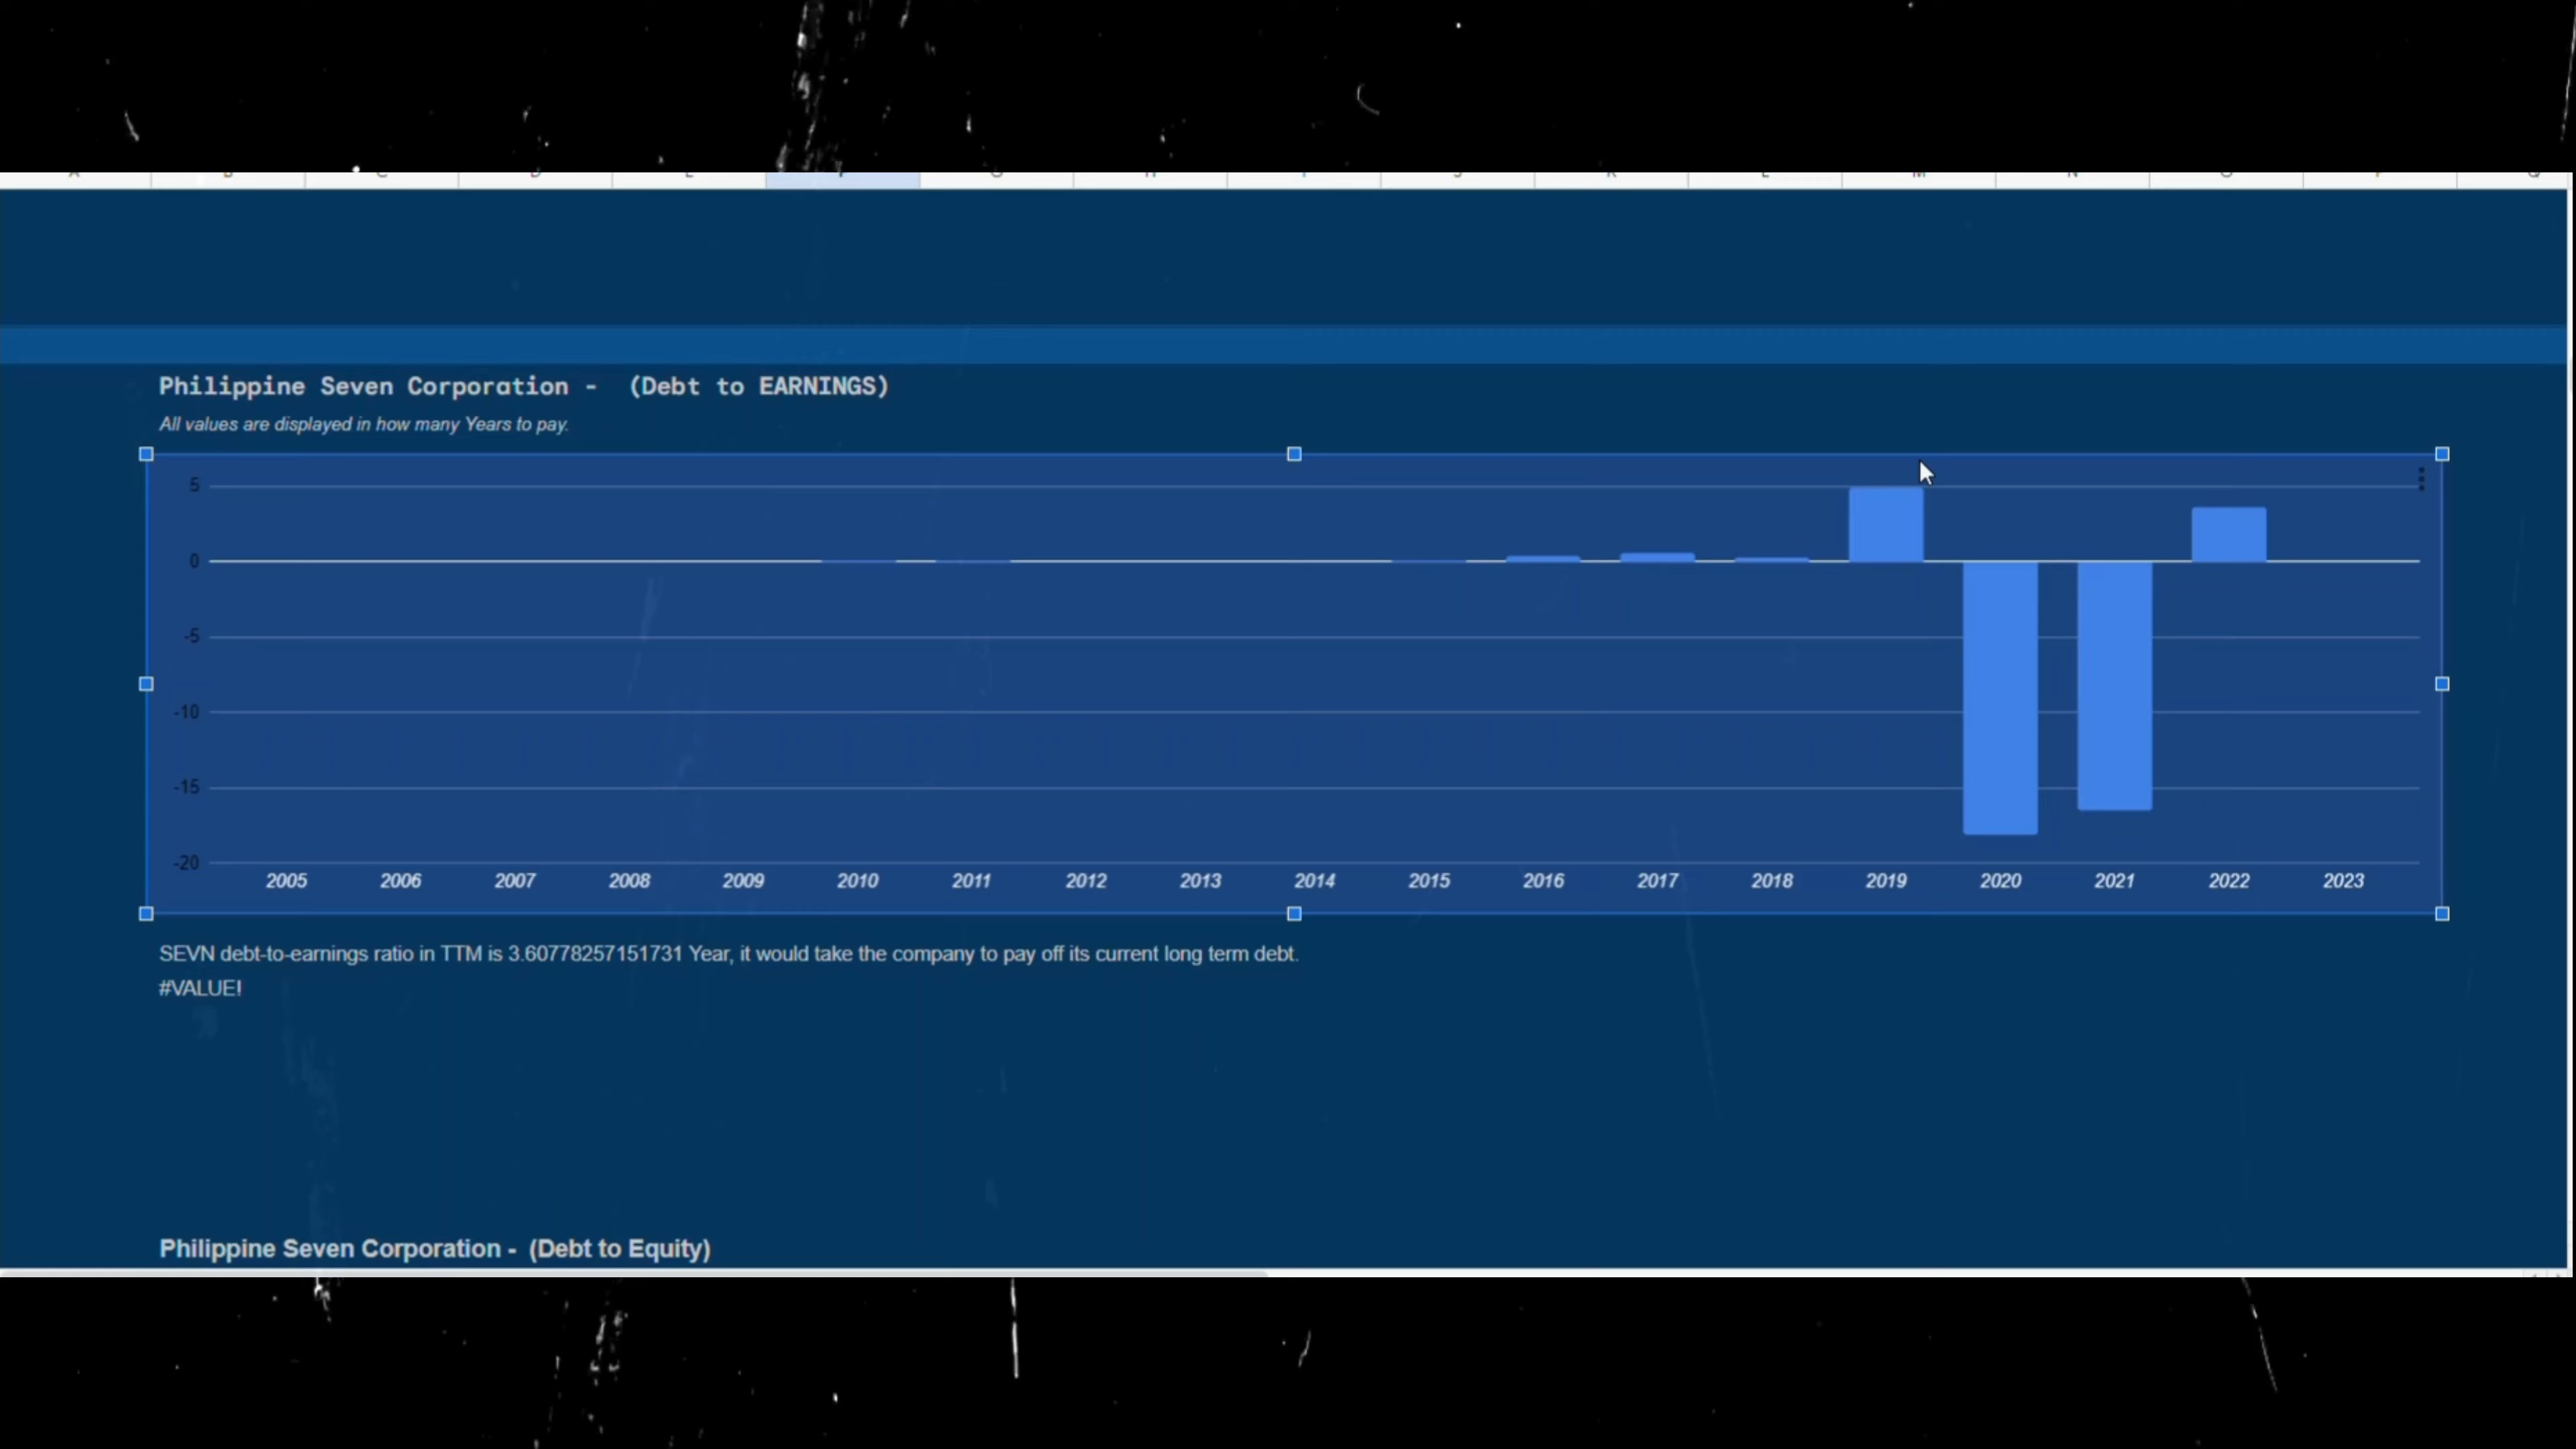 Philippine Seven Corporation - (Debt to EARNINGS)
All values are displayed in how many Years to pay.
5
0
-5
-10
-15
-20
2005 2006 2007 2008 2009 2010 2011 2012 2013 2014 2015 2016 2017 2018 2019 2020 2021 2022 2023
SEVN debt-to-earnings ratio in TTM is 3.60778257151731 Year, it would take the company to pay off its current long term debt.
#VALUE!
Philippine Seven Corporation - (Debt to Equity)